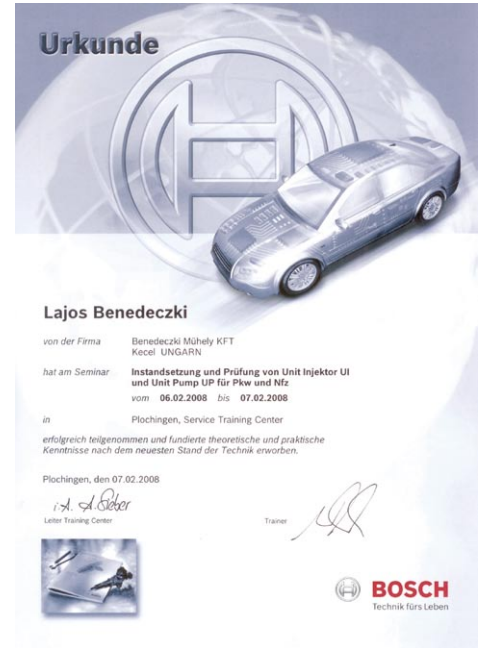 Urkunde
Lajos Benedeczki
von der Firma Benedeczki Mühely KFT
Kecel UNGARN
hat am Seminar Instandsetzung und Prüfung von Unit Injektor UI
und Unit Pump UP für Pkw und Nfz
vom 06.02.2008 bis 07.02.2008
in Plochingen, Service Training Center
erfolgreich teilgenommen und fundierte theoretische und praktische
Kenntnisse nach dem neuesten Stand der Technik erworben.
Plochingen, den 07.02.2008
i.A.
Leiter Training Center Trainer
BOSCH
Technik fürs Leben